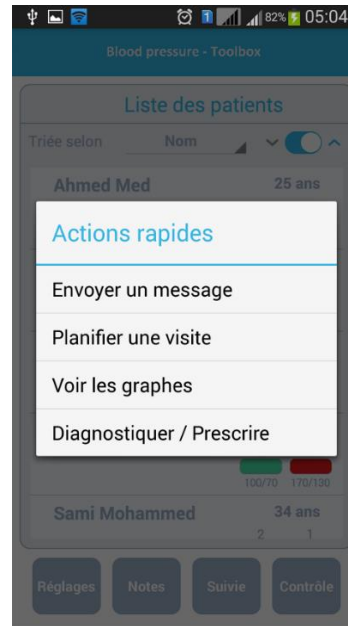 82% 05:04
Blood pressure - Toolbox
Liste des patients
Triée selon Nom
Ahmed Med 25 ans
Actions rapides
Envoyer un message
Planifier une visite
Voir les graphes
Diagnostiquer / Prescrire
100/70 170/130
Sami Mohammed 34 ans
2 1
Réglages Notes Suivie Contrôle